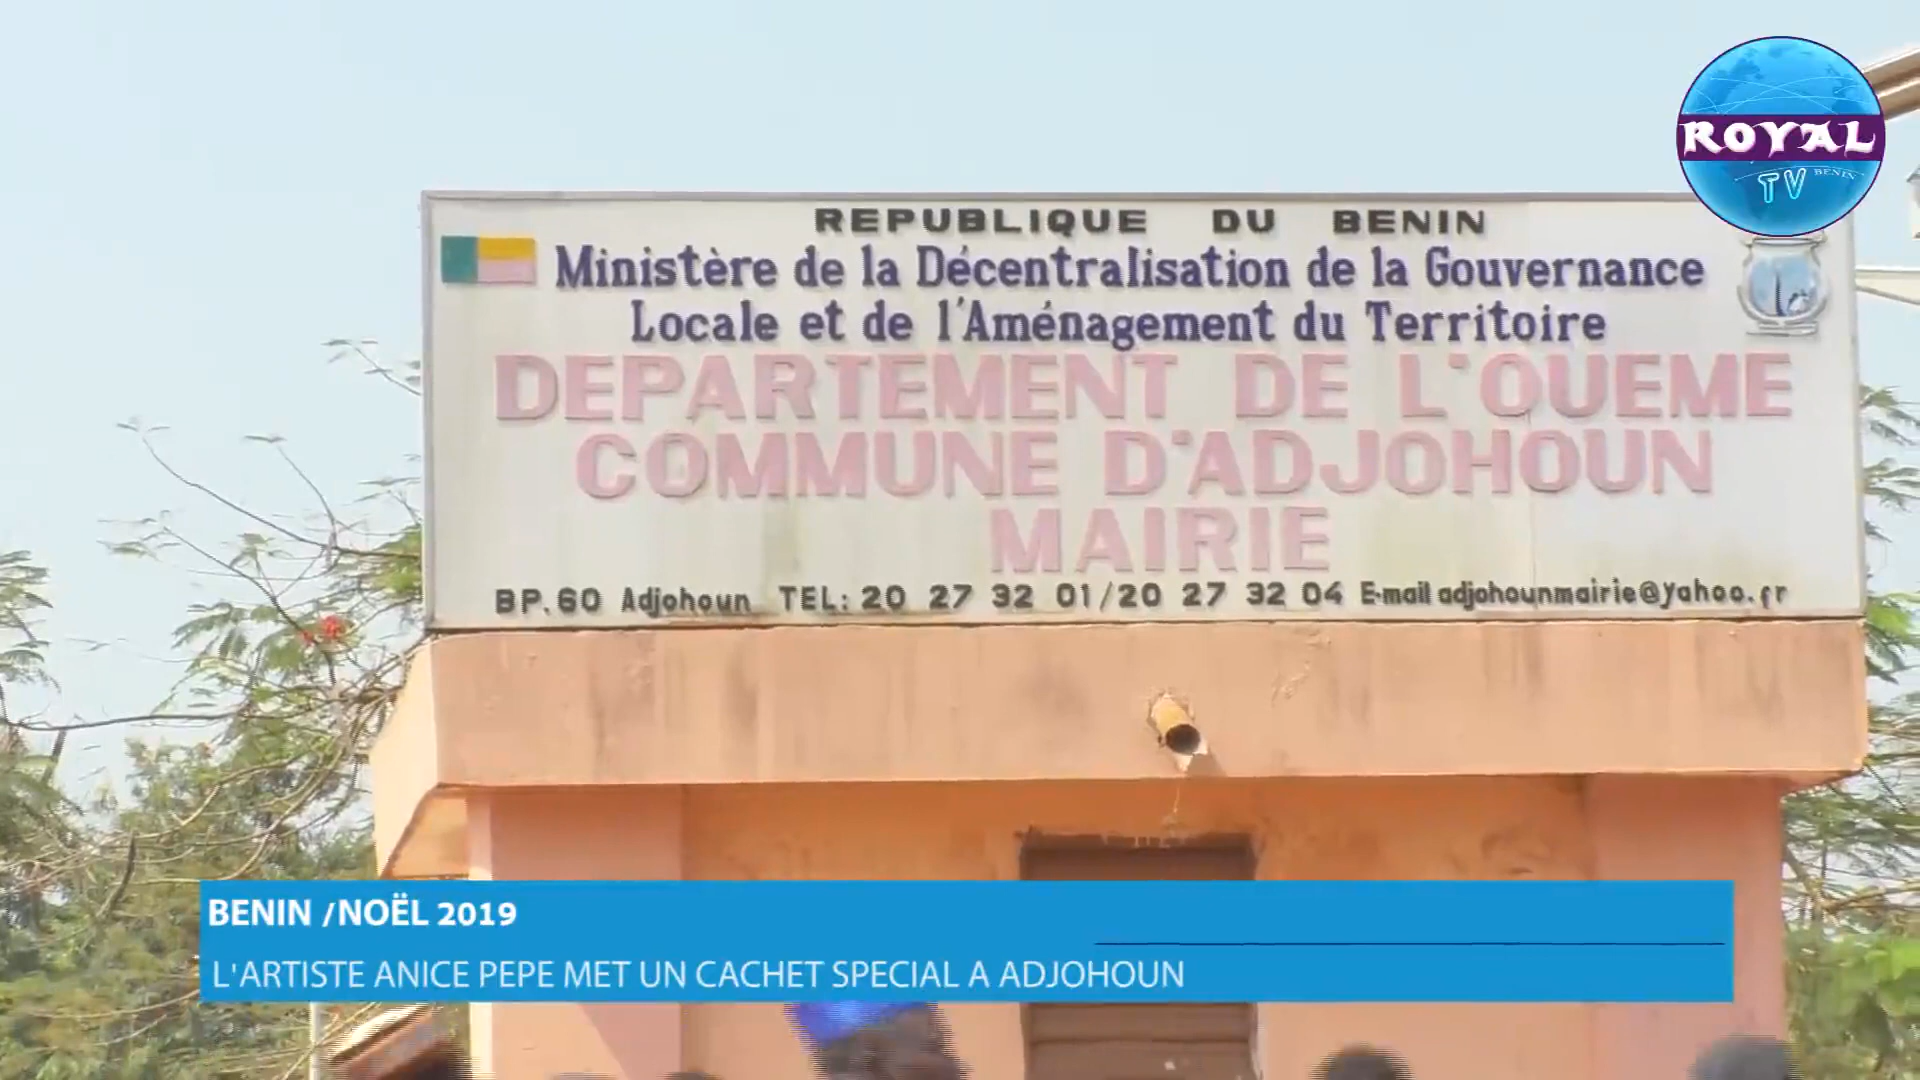 ROYAL
TV BENIN
REPUBLIQUE DU BENIN
Ministère de la Décentralisation de la Gouvernance
Locale et de l'Aménagement du Territoire
DEPARTEMENT DE L'OUEME
COMMUNE D'ADJOHOUN
MAIRIE
BP.60 Adjohoun TEL: 20 27 32 01/20 27 32 04 E-mail adjohounmairie@yahoo.fr
BENIN /NOËL 2019
L'ARTISTE ANICE PEPE MET UN CACHET SPECIAL A ADJOHOUN